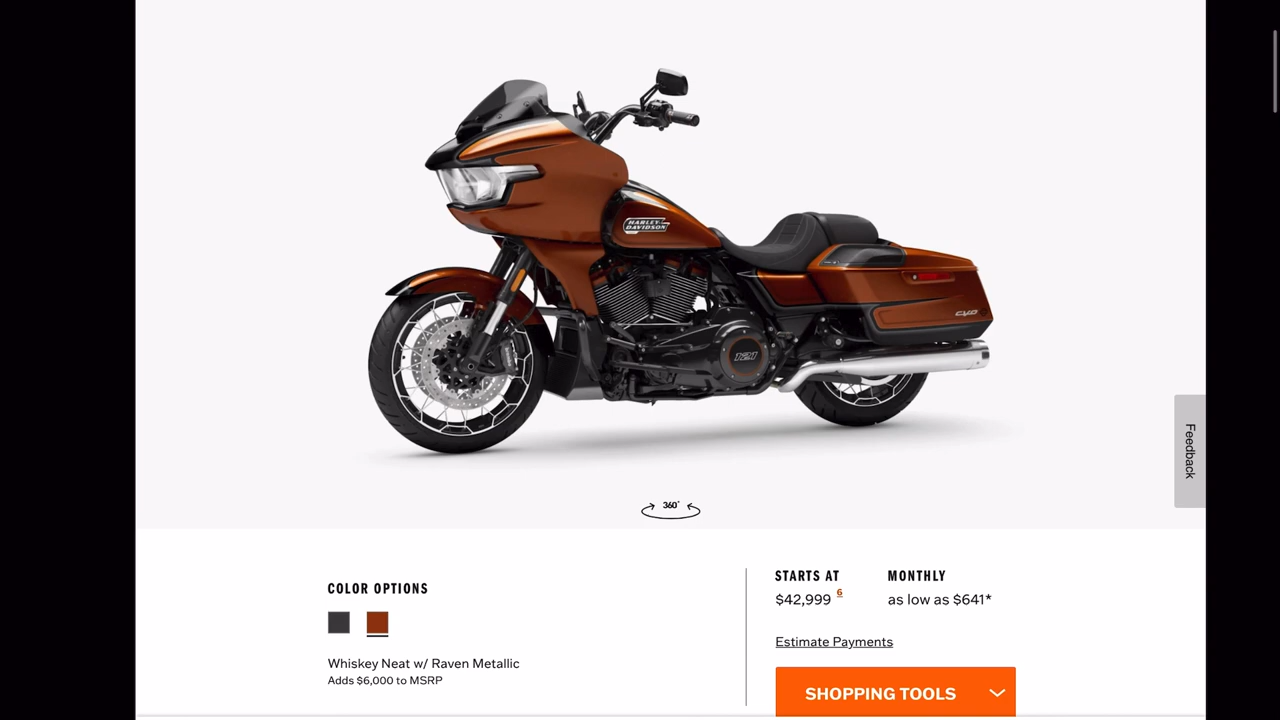 HARLEY-
DAVIDSON
CVO
121
360°
Feedback
COLOR OPTIONS
Whiskey Neat w/ Raven Metallic
Adds $6,000 to MSRP
STARTS AT
$42,999 6
MONTHLY
as low as $641*
Estimate Payments
SHOPPING TOOLS